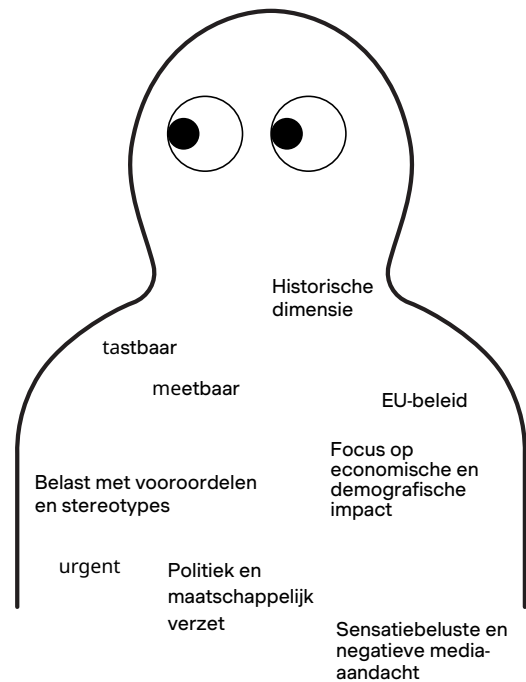 Historische
dimensie
tastbaar
meetbaar
EU-beleid
Focus op
economische en
demografische
impact
Belast met vooroordelen
en stereotypes
urgent
Politiek en
maatschappelijk
verzet
Sensatiebeluste en
negatieve media-
aandacht